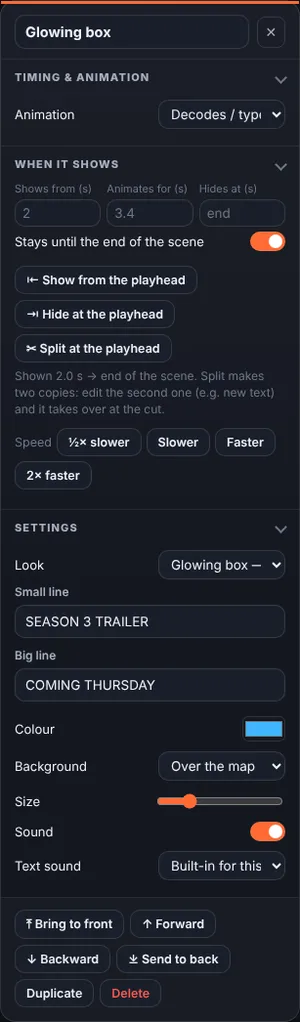 Glowing box
×
TIMING & ANIMATION
Animation
Decodes / type
WHEN IT SHOWS
Shows from (s) Animates for (s) Hides at (s)
2 3.4 end
Stays until the end of the scene
⇤ Show from the playhead
⇥ Hide at the playhead
✂ Split at the playhead
Shown 2.0 s → end of the scene. Split makes
two copies: edit the second one (e.g. new text)
and it takes over at the cut.
Speed ½× slower Slower Faster
2× faster
SETTINGS
Look Glowing box —
Small line
SEASON 3 TRAILER
Big line
COMING THURSDAY
Colour
Background Over the map
Size
Sound
Text sound Built-in for this
⤒ Bring to front ↑ Forward
↓ Backward ⤓ Send to back
Duplicate Delete